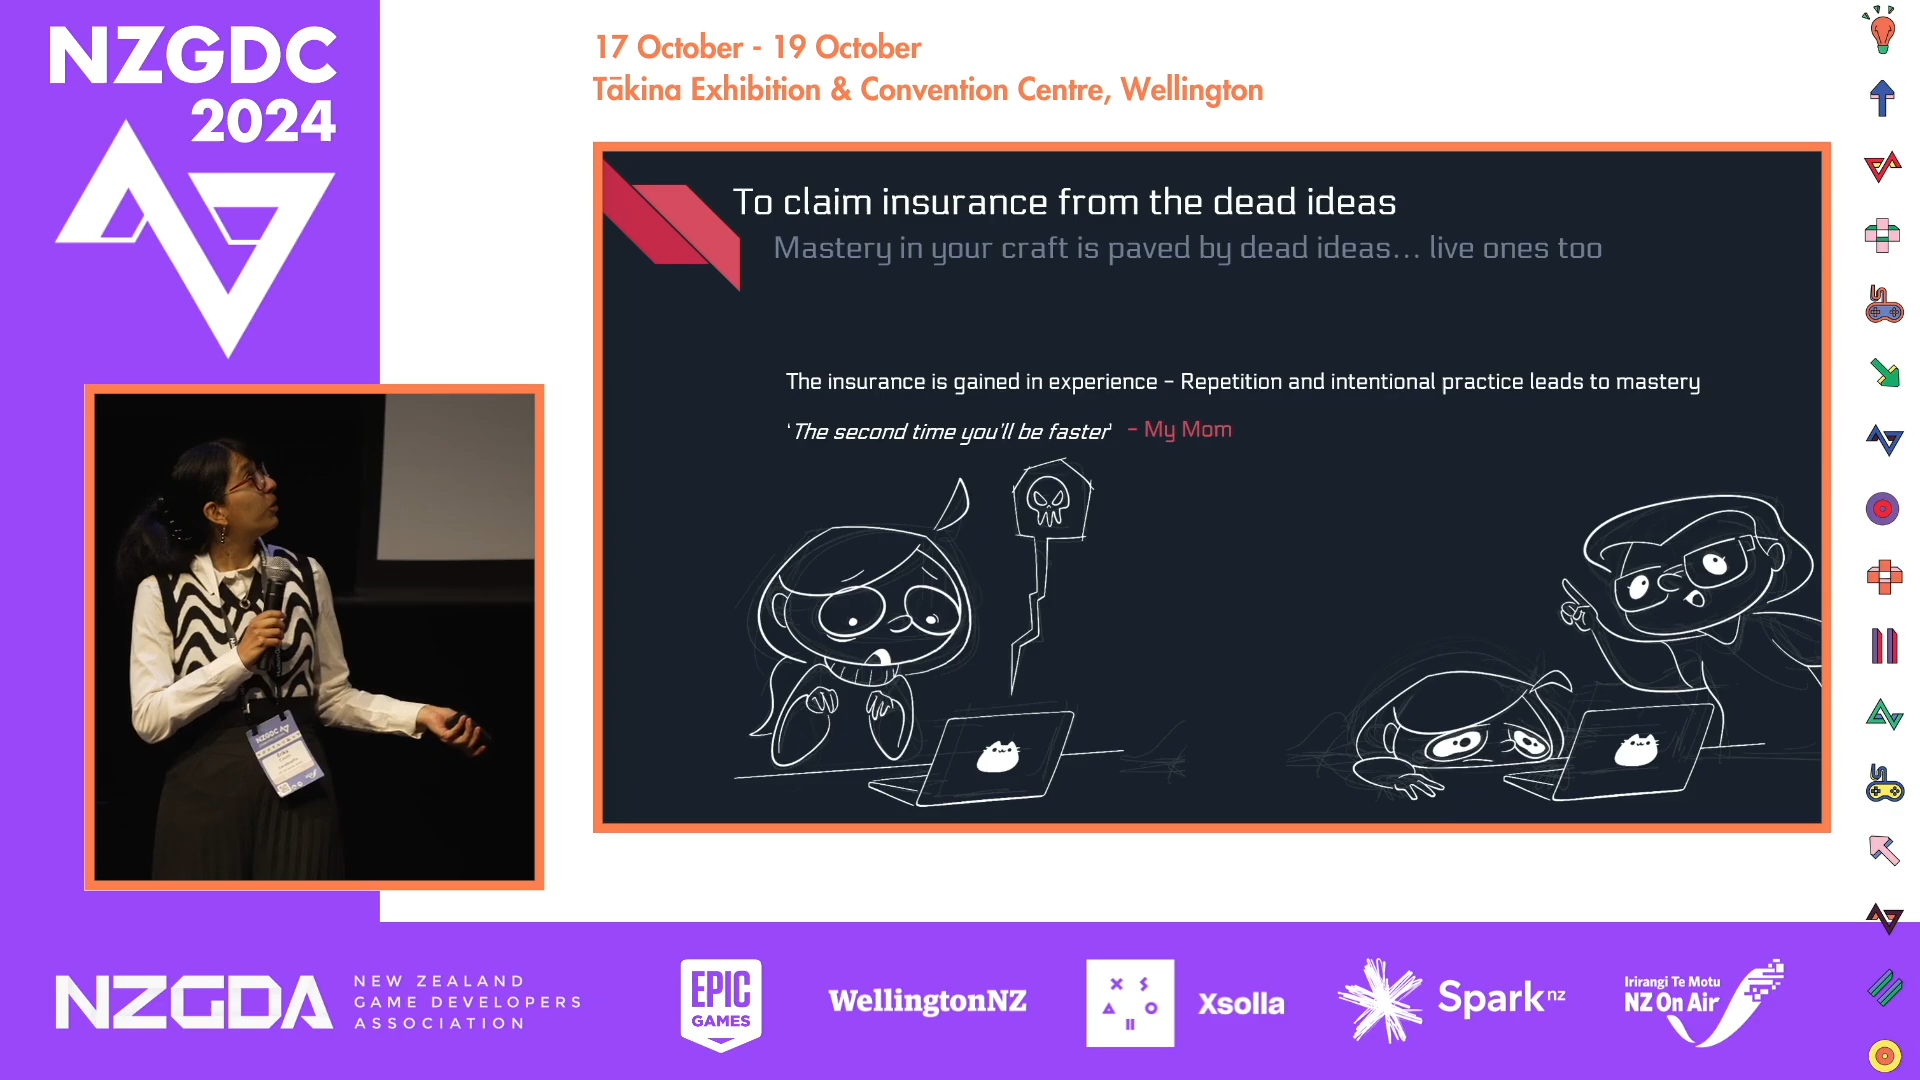 NZGDC
2024
17 October - 19 October
Tākina Exhibition & Convention Centre, Wellington
To claim insurance from the dead ideas
Mastery in your craft is paved by dead ideas... live ones too
The insurance is gained in experience - Repetition and intentional practice leads to mastery
'The second time you'll be faster' - My Mom
NZGDC
NZGDA
NEW ZEALAND
GAME DEVELOPERS
ASSOCIATION
EPIC
GAMES
WellingtonNZ
Xsolla
Spark nz
Irirangi Te Motu
NZ On Air